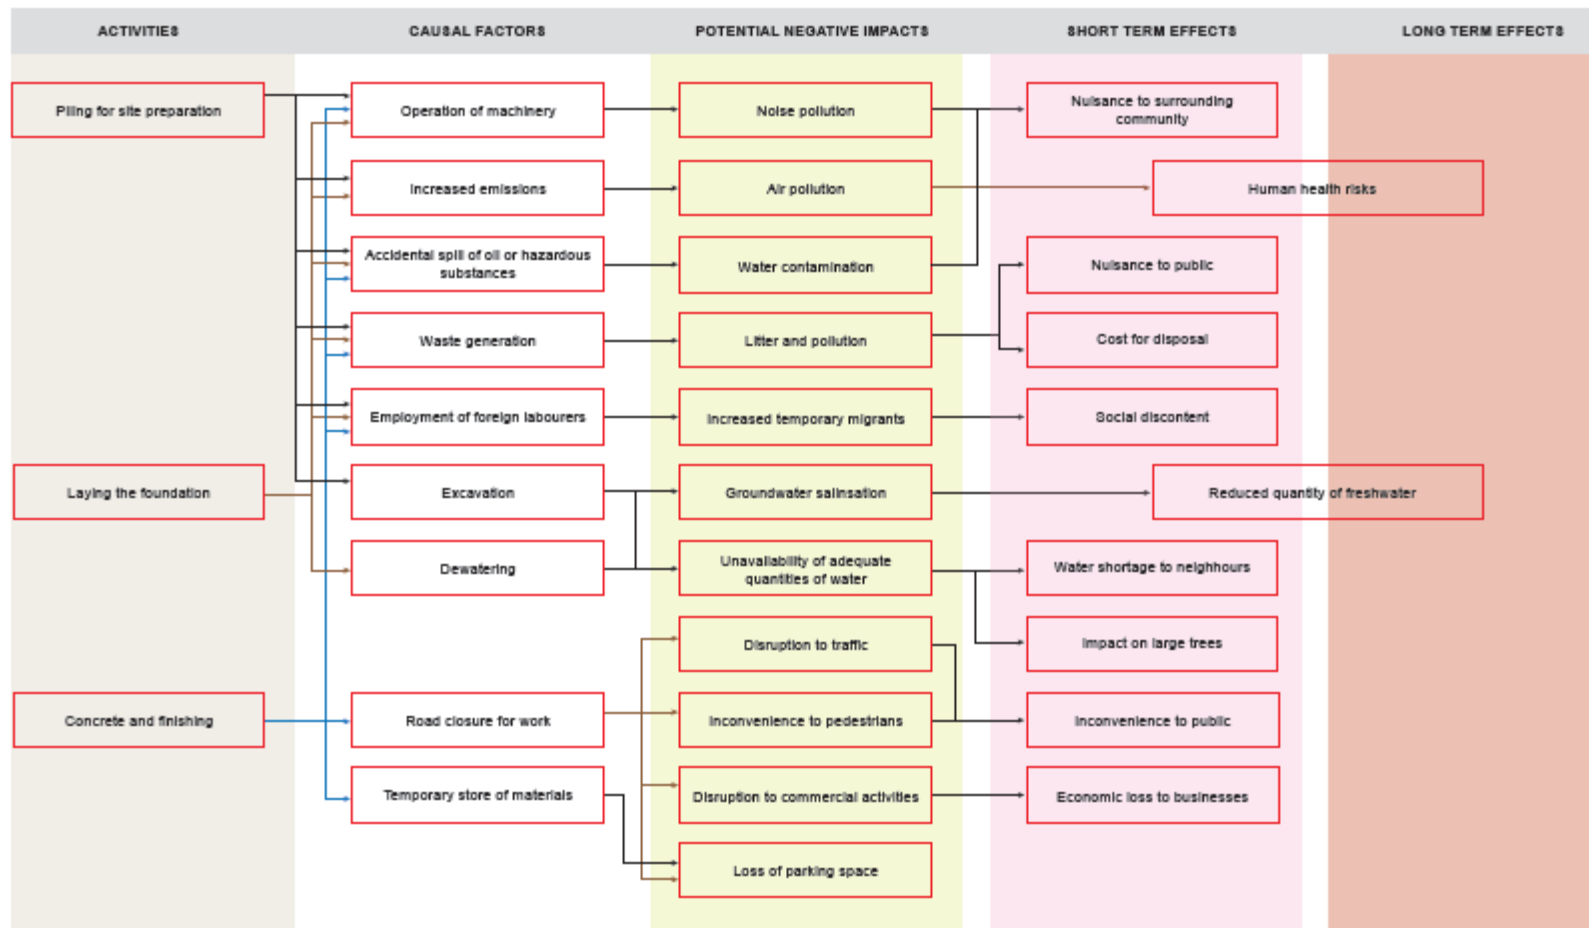 ACTIVITIES
CAUSAL FACTORS
POTENTIAL NEGATIVE IMPACTS
SHORT TERM EFFECTS
LONG TERM EFFECTS
Piling for site preparation
Operation of machinery
Noise pollution
Nuisance to surrounding
community
Increased emissions
Air pollution
Human health risks
Accidental spill of oil or hazardous
substances
Water contamination
Nuisance to public
Waste generation
Litter and pollution
Cost for disposal
Employment of foreign labourers
Increased temporary migrants
Social discontent
Laying the foundation
Excavation
Groundwater salinsation
Reduced quantity of freshwater
Dewatering
Unavailability of adequate
quantities of water
Water shortage to neighhours
Disruption to traffic
Impact on large trees
Concrete and finishing
Road closure for work
Inconvenience to pedestrians
Inconvenience to public
Temporary store of materials
Disruption to commercial activities
Economic loss to businesses
Loss of parking space